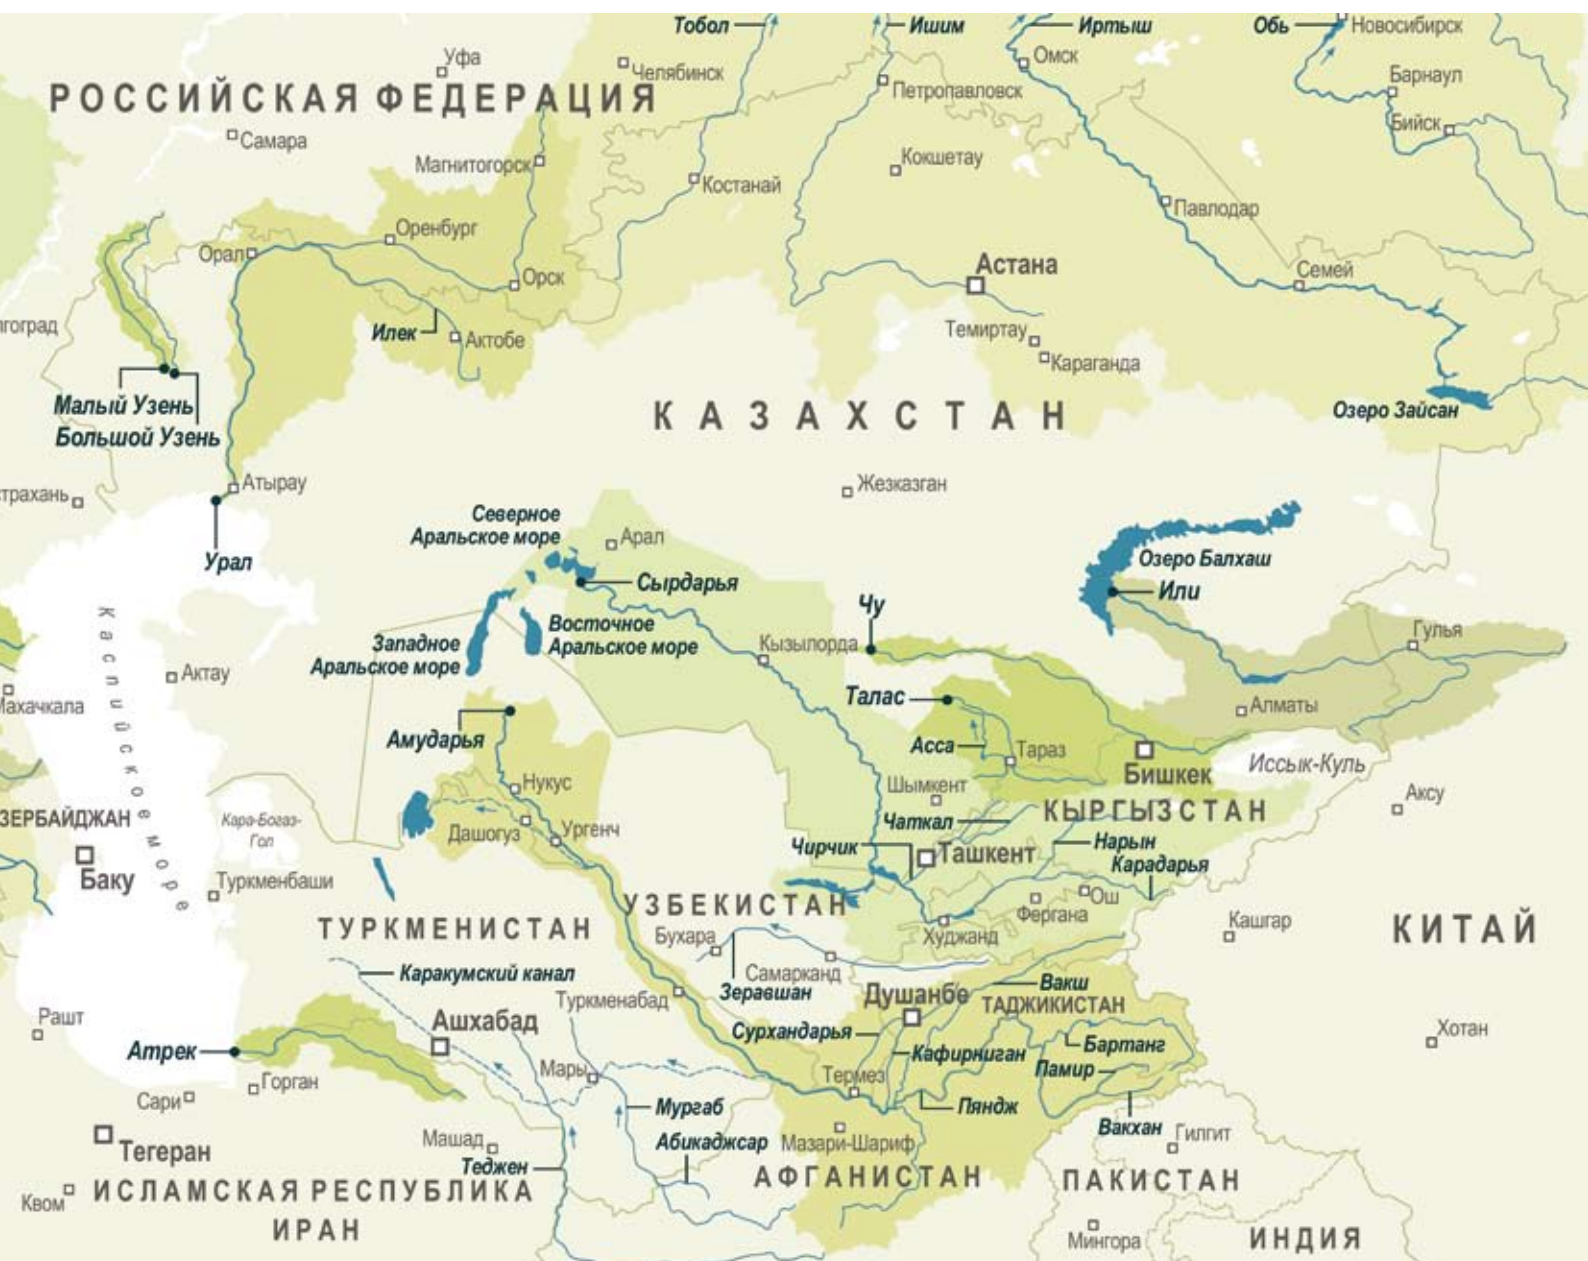 Тобол
Ишим
Иртыш
Обь
Новосибирск
Уфа
Челябинск
Омск
Барнаул
РОССИЙСКАЯ ФЕДЕРАЦИЯ
Петропавловск
Самара
Бийск
Магнитогорск
Кокшетау
Костанай
Павлодар
Оренбург
Орал
Астана
Орск
Семей
лгоград
Илек
Актобе
Темиртау
Караганда
Малый Узень
Большой Узень
КАЗАХСТАН
Озеро Зайсан
Атырау
трахань
Жезказган
Северное
Аральское море
Арал
Урал
Озеро Балхаш
Сырдарья
Или
Чу
Каспийское море
Западное
Аральское море
Восточное
Аральское море
Кызылорда
Гулья
Актау
Махачкала
Талас
Алматы
Амударья
Асса
Тараз
Бишкек
Иссык-Куль
Нукус
Шымкент
Аксу
КЫРГЫЗСТАН
ЗЕРБАЙДЖАН
Кара-Богаз-
Гол
Дашогуз
Ургенч
Чаткал
Чирчик
Ташкент
Нарын
Карадарья
Баку
Туркменбаши
Ош
Фергана
УЗБЕКИСТАН
ТУРКМЕНИСТАН
Бухара
Худжанд
Кашгар
КИТАЙ
Каракумский канал
Самарканд
Зеравшан
Вакш
Душанбе
ТАДЖИКИСТАН
Туркменабад
Рашт
Ашхабад
Сурхандарья
Хотан
Атрек
Кафирниган
Бартанг
Памир
Мары
Термез
Горган
Сари
Мургаб
Пяндж
Вакхан
Гилгит
Тегеран
Машад
Абикаджсар
Мазари-Шариф
Теджен
АФГАНИСТАН
ПАКИСТАН
Квом
ИСЛАМСКАЯ РЕСПУБЛИКА
ИРАН
Мингора
ИНДИЯ